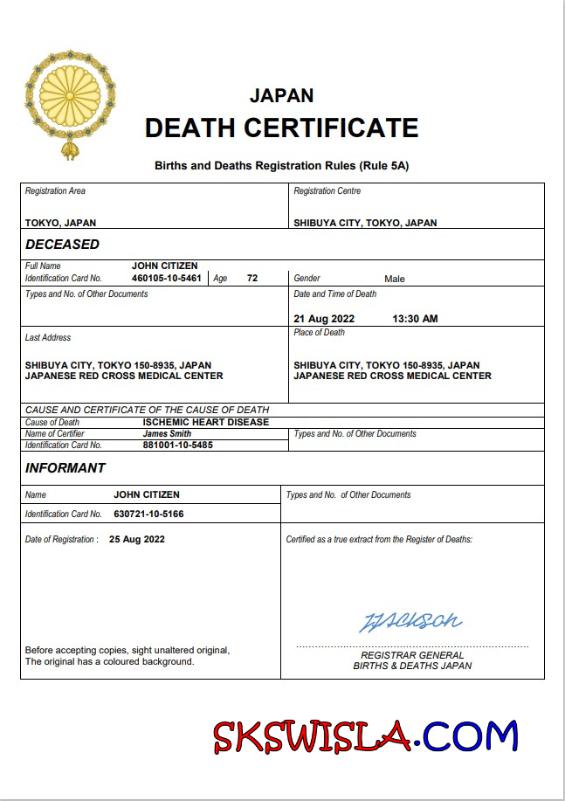 JAPAN
DEATH CERTIFICATE
Births and Deaths Registration Rules (Rule 5A)
Registration Area
Registration Centre
TOKYO, JAPAN
SHIBUYA CITY, TOKYO, JAPAN
DECEASED
Full Name JOHN CITIZEN
Identification Card No. 460105-10-5461 Age 72 Gender Male
Types and No. of Other Documents
Date and Time of Death
21 Aug 2022 13:30 AM
Last Address
Place of Death
SHIBUYA CITY, TOKYO 150-8935, JAPAN
JAPANESE RED CROSS MEDICAL CENTER
SHIBUYA CITY, TOKYO 150-8935, JAPAN
JAPANESE RED CROSS MEDICAL CENTER
CAUSE AND CERTIFICATE OF THE CAUSE OF DEATH
Cause of Death ISCHEMIC HEART DISEASE
Name of Certifier James Smith Types and No. of Other Documents
Identification Card No. 881001-10-5485
INFORMANT
Name JOHN CITIZEN Types and No. of Other Documents
Identification Card No. 630721-10-5166
Date of Registration : 25 Aug 2022 Certified as a true extract from the Register of Deaths:
Before accepting copies, sight unaltered original,
The original has a coloured background.
REGISTRAR GENERAL
BIRTHS & DEATHS JAPAN
SKSWISLA.COM